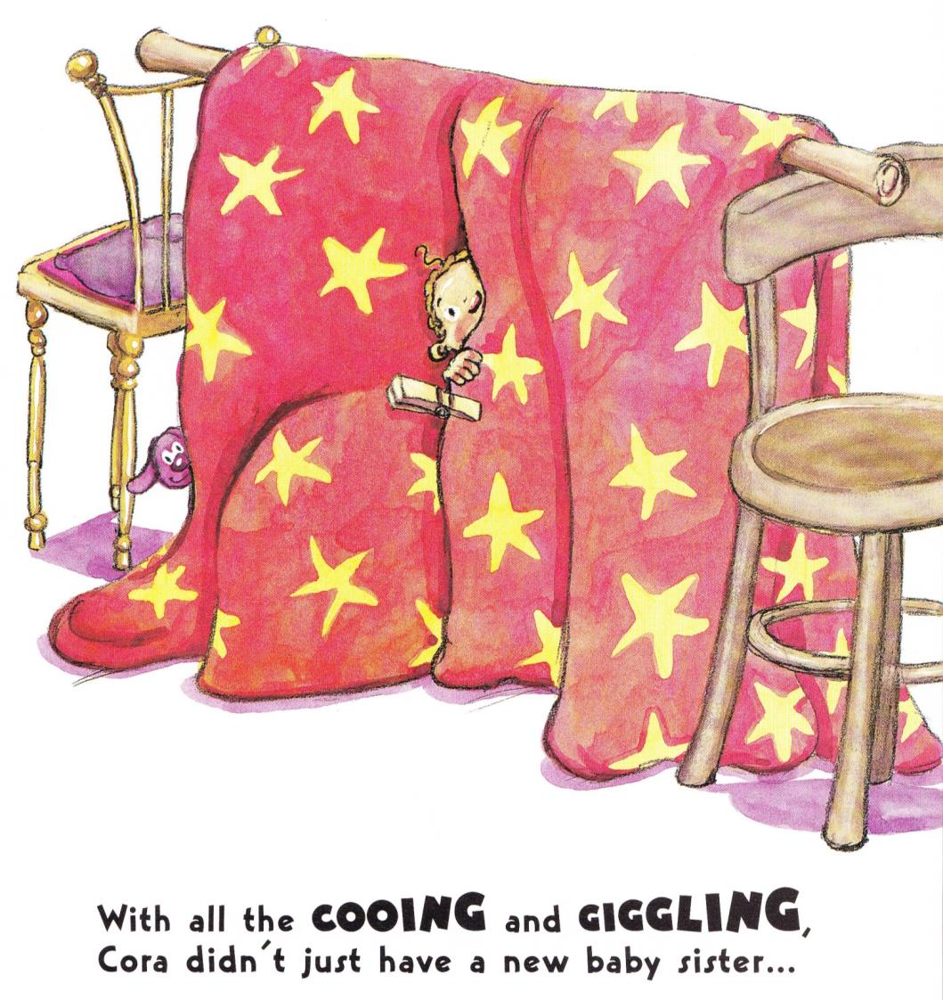 With all the COOING and GIGGLING,
Cora didn't just have a new baby sister...